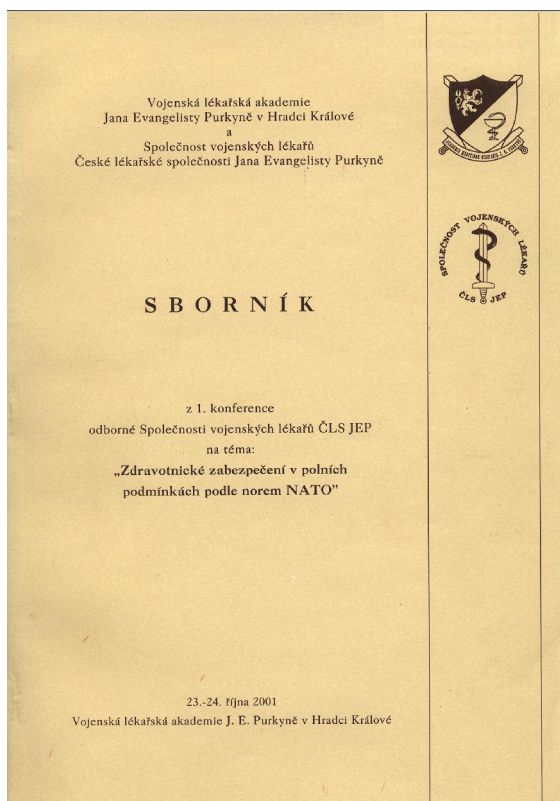 Vojenská lékařská akademie
Jana Evangelisty Purkyně v Hradci Králové
a
Společnost vojenských lékařů
České lékařské společnosti Jana Evangelisty Purkyně
SPOLEČNOST VOJENSKÝCH LÉKAŘŮ
ČLS JEP
SBORNÍK
z 1. konference
odborné Společnosti vojenských lékařů ČLS JEP
na téma:
„Zdravotnické zabezpečení v polních
podmínkách podle norem NATO”
23.-24. října 2001
Vojenská lékařská akademie J. E. Purkyně v Hradci Králové